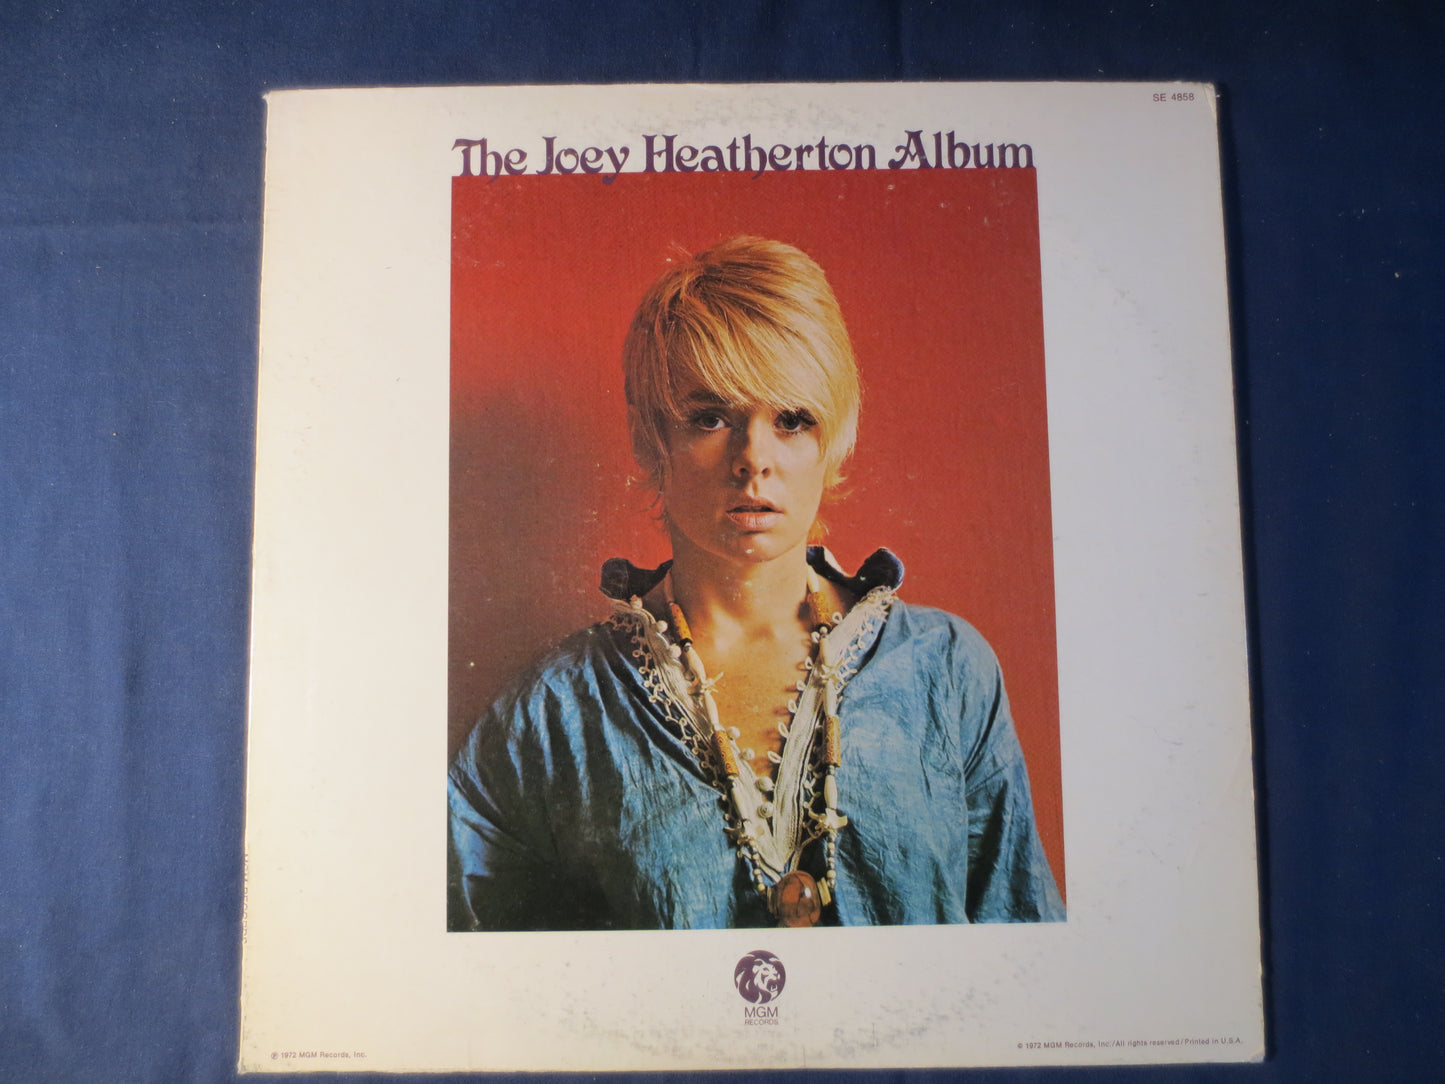 SE 4858
The Joey Heatherton Album
MGM
RECORDS
℗ 1972 MGM Records, Inc.
© 1972 MGM Records, Inc./All rights reserved/Printed in U.S.A.